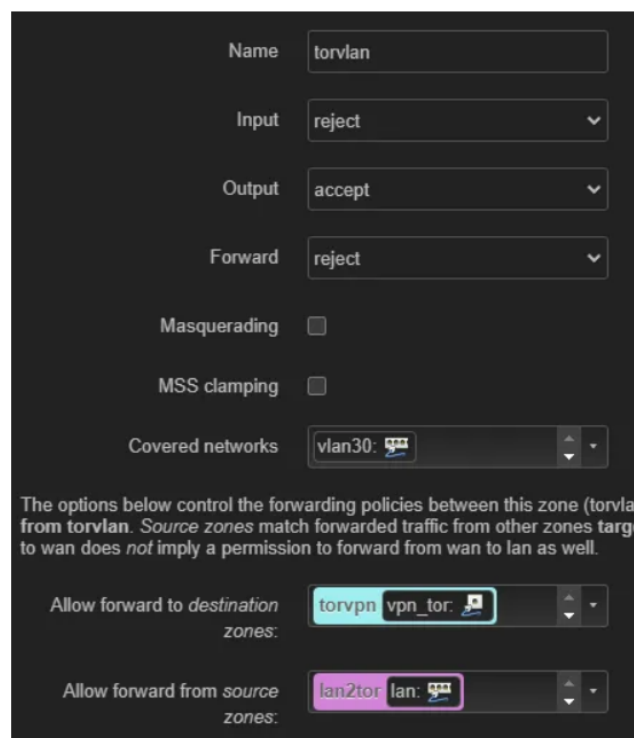 Name torvlan
Input reject
Output accept
Forward reject
Masquerading
MSS clamping
Covered networks vlan30:
The options below control the forwarding policies between this zone (torvla
from torvlan. Source zones match forwarded traffic from other zones targ
to wan does not imply a permission to forward from wan to lan as well.
Allow forward to destination torvpn vpn_tor:
zones:
Allow forward from source lan2tor lan:
zones: